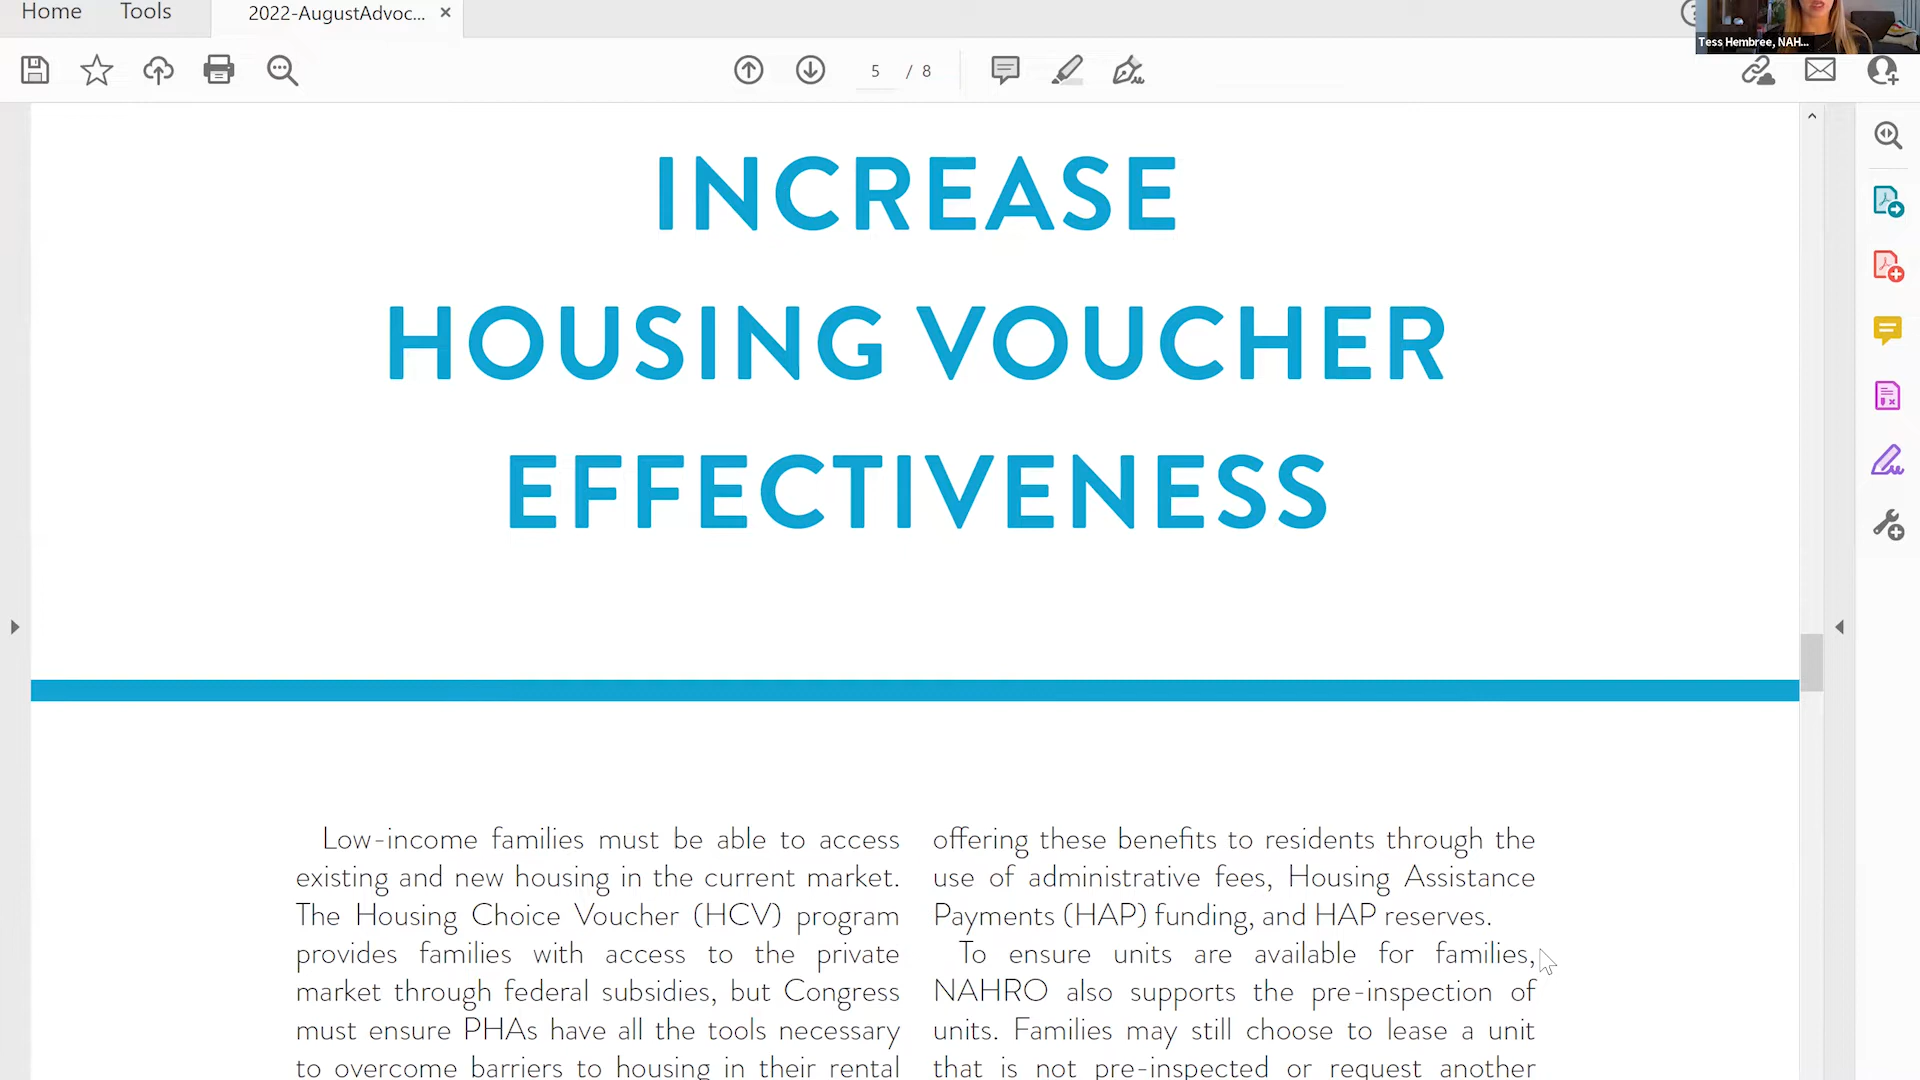 Home Tools 2022-AugustAdvoc...
Tess Hembree, NAH...
5 / 8
INCREASE
HOUSING VOUCHER
EFFECTIVENESS
Low-income families must be able to access
existing and new housing in the current market.
The Housing Choice Voucher (HCV) program
provides families with access to the private
market through federal subsidies, but Congress
must ensure PHAs have all the tools necessary
to overcome barriers to housing in their rental
offering these benefits to residents through the
use of administrative fees, Housing Assistance
Payments (HAP) funding, and HAP reserves.
To ensure units are available for families,
NAHRO also supports the pre-inspection of
units. Families may still choose to lease a unit
that is not pre-inspected or request another